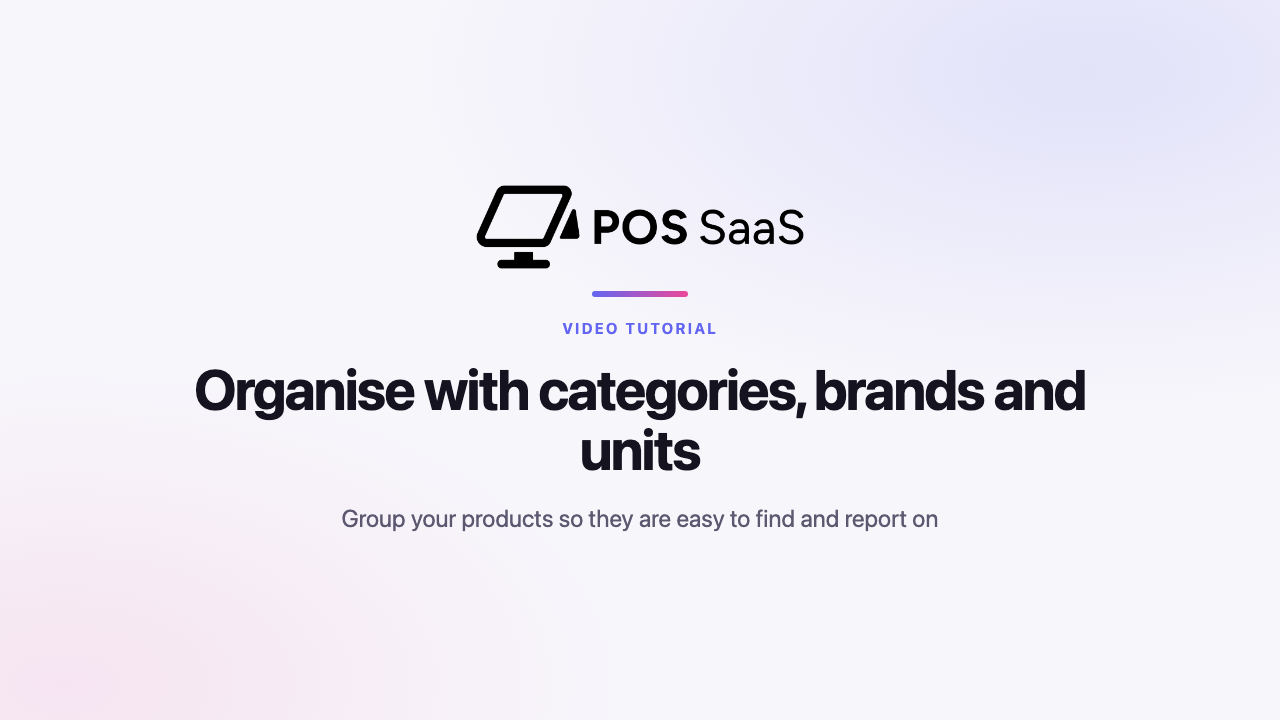 POS SaaS
VIDEO TUTORIAL
Organise with categories, brands and
units
Group your products so they are easy to find and report on